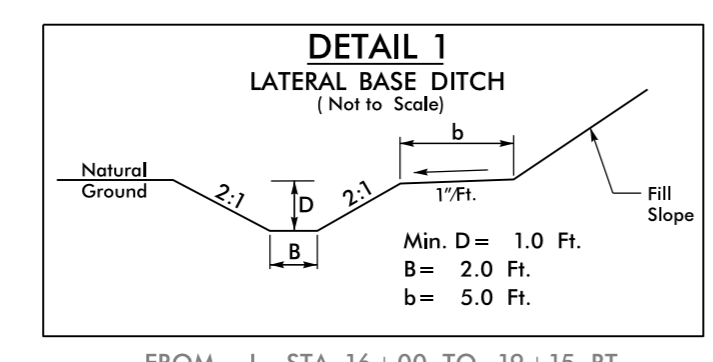 DETAIL 1
LATERAL BASE DITCH
( Not to Scale)
b
Natural
Ground
2:1
D
2:1
1"/Ft.
Fill
Slope
B
Min. D = 1.0 Ft.
B = 2.0 Ft.
b = 5.0 Ft.